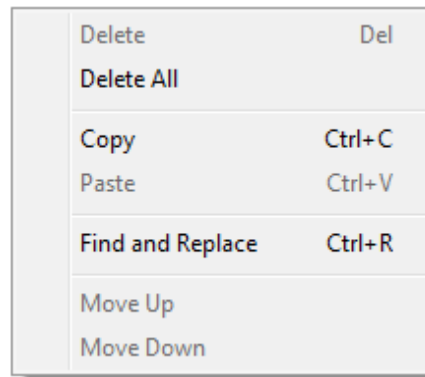 Delete Del
Delete All
Copy Ctrl+C
Paste Ctrl+V
Find and Replace Ctrl+R
Move Up
Move Down